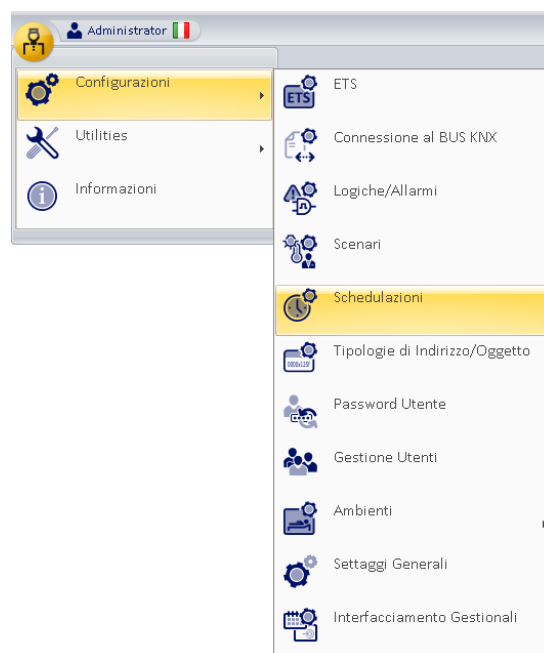 Administrator
Configurazioni
Utilities
Informazioni
ETS
ETS
Connessione al BUS KNX
Logiche/Allarmi
Scenari
Schedulazioni
Tipologie di Indirizzo/Oggetto
Password Utente
Gestione Utenti
Ambienti
Settaggi Generali
Interfacciamento Gestionali